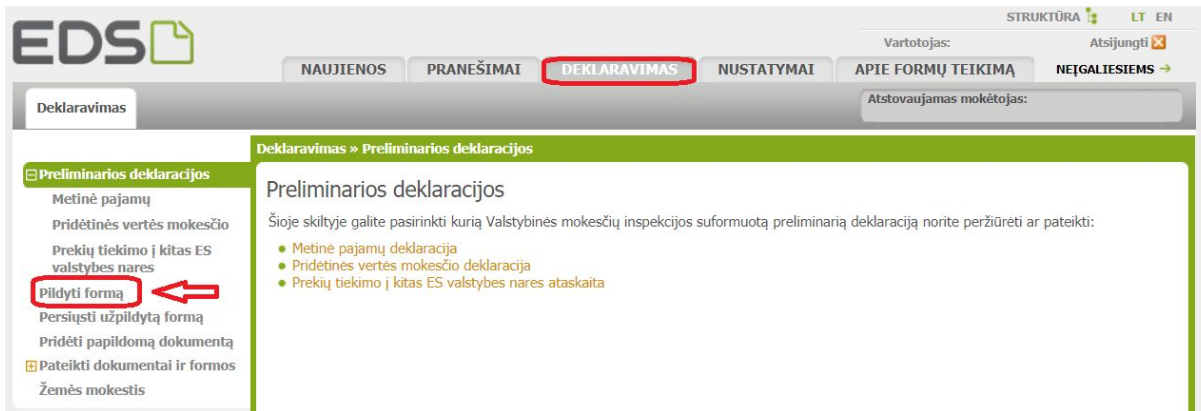 STRUKTŪRA LT EN
EDS
Vartotojas: Atsijungti
NAUJIENOS PRANEŠIMAI DEKLARAVIMAS NUSTATYMAI APIE FORMŲ TEIKIMĄ NEĮGALIESIEMS →
Deklaravimas
Atstovaujamas mokėtojas:
Deklaravimas » Preliminarios deklaracijos
Preliminarios deklaracijos
Metinė pajamų
Pridėtinės vertės mokesčio
Prekių tiekimo į kitas ES
valstybes nares
Pildyti formą
Persiųsti užpildytą formą
Pridėti papildomą dokumentą
Pateikti dokumentai ir formos
Žemės mokestis
Preliminarios deklaracijos
Šioje skiltyje galite pasirinkti kurią Valstybinės mokesčių inspekcijos suformuotą preliminarią deklaraciją norite peržiūrėti ar pateikti:
Metinė pajamų deklaracija
Pridėtinės vertės mokesčio deklaracija
Prekių tiekimo į kitas ES valstybes nares ataskaita